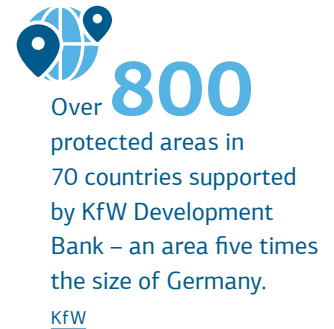 Over 800
protected areas in
70 countries supported
by KfW Development
Bank – an area five times
the size of Germany.
KfW